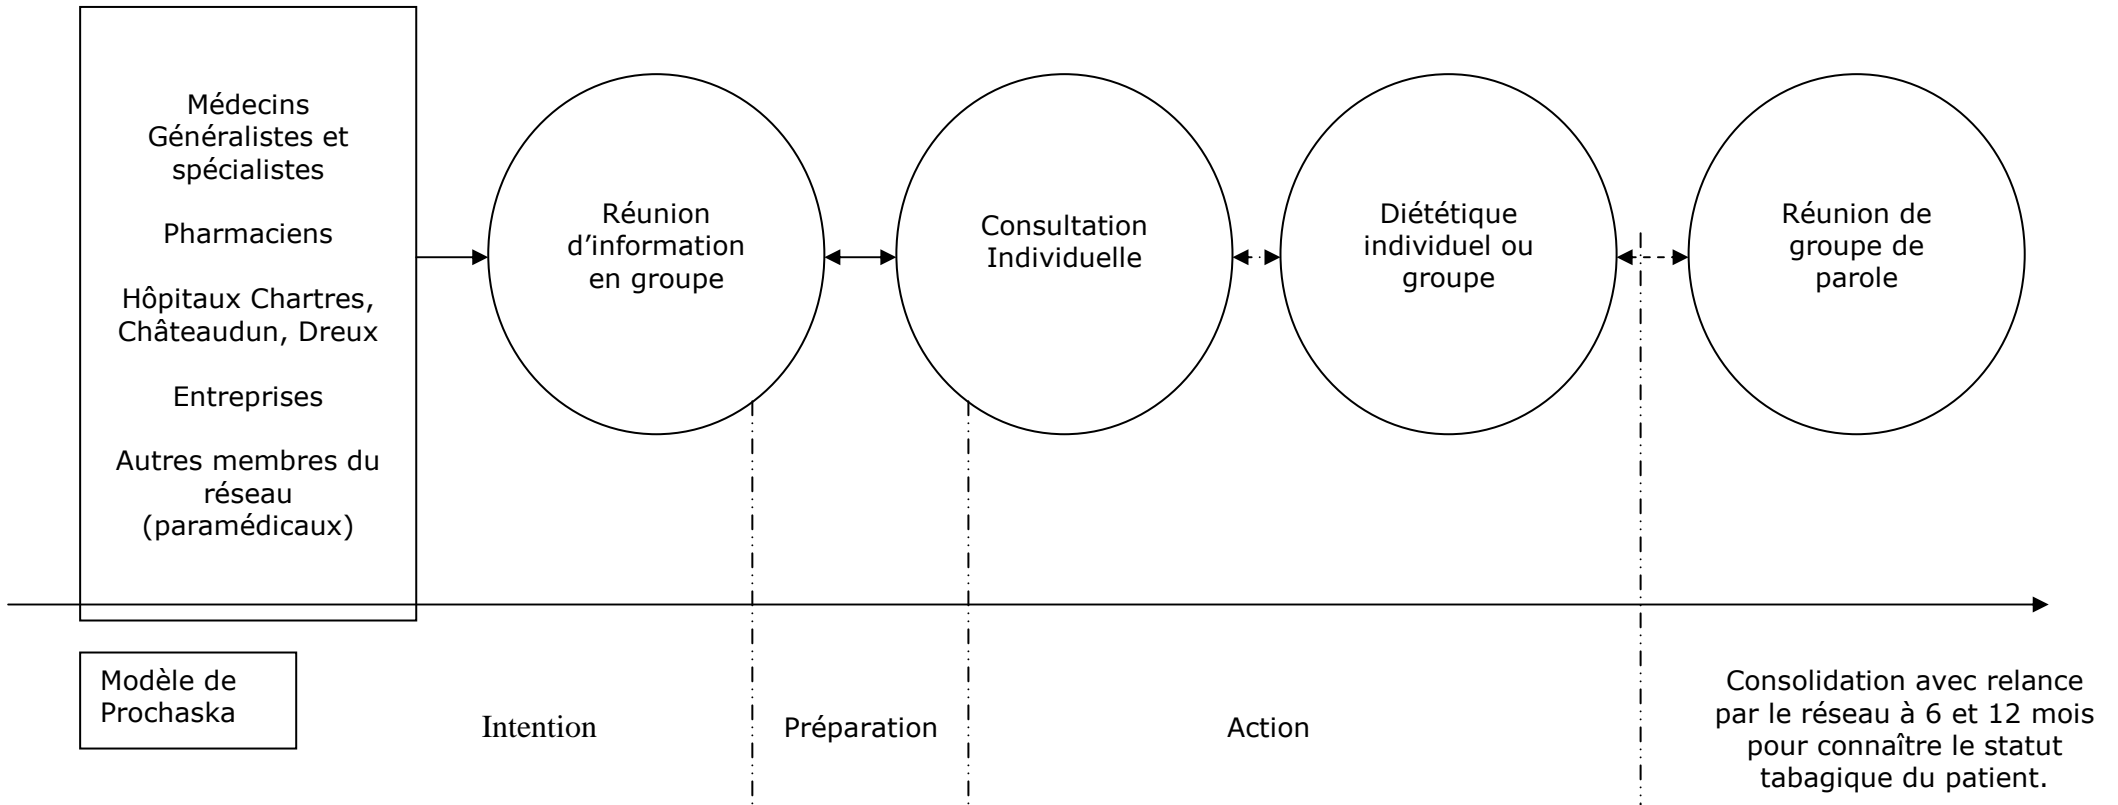 Médecins
Généralistes et
spécialistes
Pharmaciens
Hôpitaux Chartres,
Châteaudun, Dreux
Entreprises
Autres membres du
réseau
(paramédicaux)
Réunion
d’information
en groupe
Consultation
Individuelle
Diététique
individuel ou
groupe
Réunion de
groupe de
parole
Modèle de
Prochaska
Intention
Préparation
Action
Consolidation avec relance
par le réseau à 6 et 12 mois
pour connaître le statut
tabagique du patient.